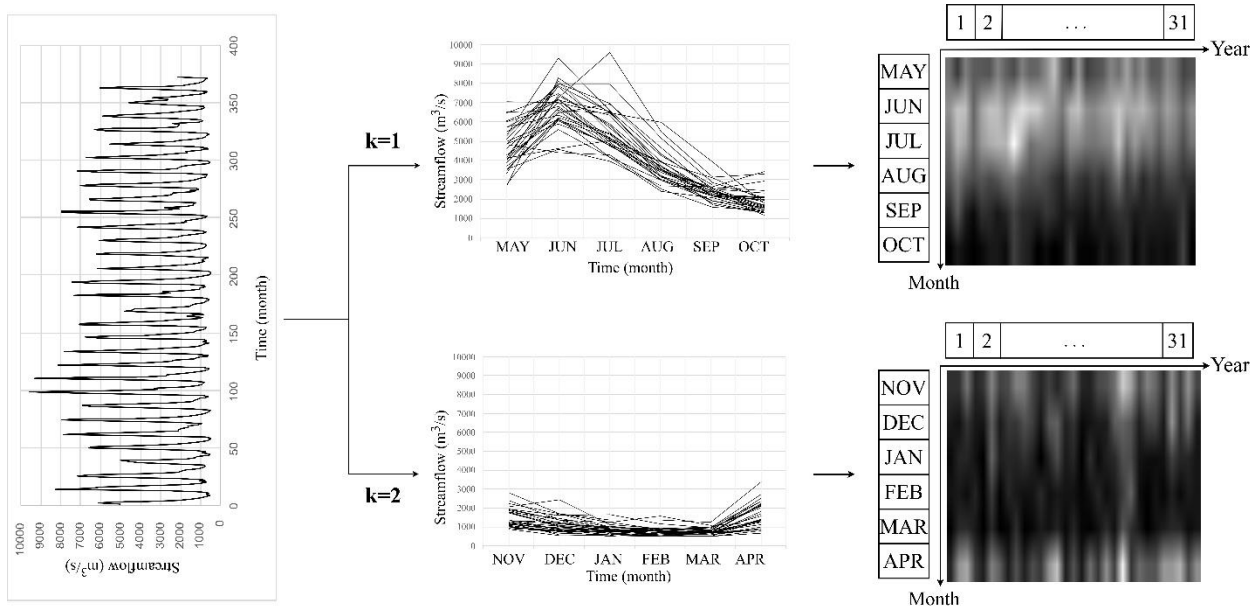 10000
9000
8000
7000
6000
5000
4000
3000
2000
1000
0
Streamflow (m³/s)
0
50
100
150
200
250
300
350
400
Time (month)
k=1
k=2
10000
9000
8000
7000
6000
5000
4000
3000
2000
1000
0
Streamflow (m³/s)
MAY JUN JUL AUG SEP OCT
Time (month)
10000
9000
8000
7000
6000
5000
4000
3000
2000
1000
0
Streamflow (m³/s)
NOV DEC JAN FEB MAR APR
Time (month)
1 2 ... 31
Year
MAY
JUN
JUL
AUG
SEP
OCT
Month
1 2 ... 31
Year
NOV
DEC
JAN
FEB
MAR
APR
Month